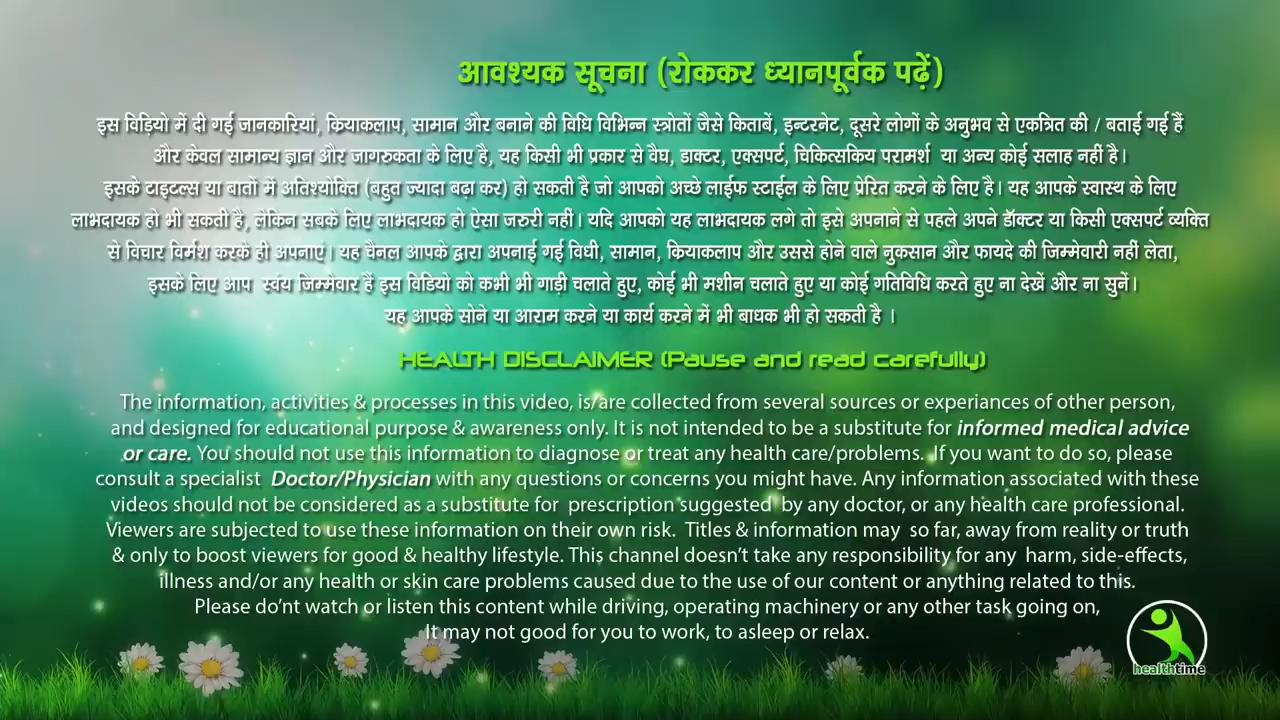 आवश्यक सूचना (रोककर ध्यानपूर्वक पढ़ें)
इस विड़ियो में दी गई जानकारियां, क्रियाकलाप, सामान और बनाने की विधि विभिन्न स्त्रोतों जैसे किताबें, इन्टरनेट, दूसरे लोगों के अनुभव से एकत्रित की / बताई गई हैं
और केवल सामान्य ज्ञान और जागरुकता के लिए है, यह किसी भी प्रकार से वैघ, डाक्टर, एक्सपर्ट, चिकित्सकिय परामर्श या अन्य कोई सलाह नहीं है।
इसके टाइटल्स या बातों में अतिश्योक्ति (बहुत ज्यादा बढ़ा कर) हो सकती है जो आपको अच्छे लाईफ स्टाईल के लिए प्रेरित करने के लिए है। यह आपके स्वास्थ के लिए
लाभदायक हो भी सकती है, लेकिन सबके लिए लाभदायक हो ऐसा जरुरी नहीं। यदि आपको यह लाभदायक लगे तो इसे अपनाने से पहले अपने डॉक्टर या किसी एक्सपर्ट व्यक्ति
से विचार विर्मश करके ही अपनाएं। यह चैनल आपके द्वारा अपनाई गई विधी, सामान, क्रियाकलाप और उससे होने वाले नुकसान और फायदे की जिम्मेवारी नहीं लेता,
इसके लिए आप स्वंय जिम्मेवार हैं इस विडियो को कभी भी गाड़ी चलाते हुए, कोई भी मशीन चलाते हुए या कोई गतिविधि करते हुए ना देखें और ना सुनें।
यह आपके सोने या आराम करने या कार्य करने में भी बाधक भी हो सकती है ।
HEALTH DISCLAIMER (Pause and read carefully)
The information, activities & processes in this video, is/are collected from several sources or experiances of other person,
and designed for educational purpose & awareness only. It is not intended to be a substitute for informed medical advice
or care. You should not use this information to diagnose or treat any health care/problems. If you want to do so, please
consult a specialist Doctor/Physician with any questions or concerns you might have. Any information associated with these
videos should not be considered as a substitute for prescription suggested by any doctor, or any health care professional.
Viewers are subjected to use these information on their own risk. Titles & information may so far, away from reality or truth
& only to boost viewers for good & healthy lifestyle. This channel doesn't take any responsibility for any harm, side-effects,
illness and/or any health or skin care problems caused due to the use of our content or anything related to this.
Please do'nt watch or listen this content while driving, operating machinery or any other task going on,
It may not good for you to work, to asleep or relax.
healthtime